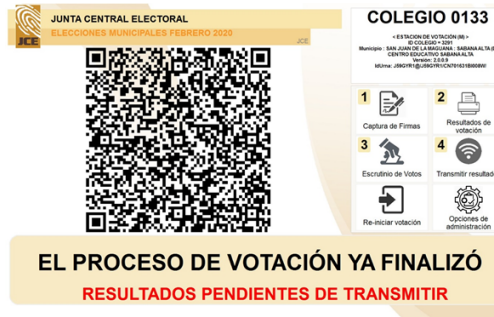 JCE
JUNTA CENTRAL ELECTORAL
ELECCIONES MUNICIPALES FEBRERO 2020
JCE
COLEGIO 0133
< ESTACION DE VOTACIÓN (M) >
ID COLEGIO = 3291
Municipio : SAN JUAN DE LA MAGUANA : SABANA ALTA
CENTRO EDUCATIVO SABANA ALTA
Versión: 2.0.0.9
1
Captura de Firmas
2
Resultados de
votación
3
Escrutinio de Votos
4
Transmitir resultad
Re-iniciar votación
Opciones de
administración
EL PROCESO DE VOTACIÓN YA FINALIZÓ
RESULTADOS PENDIENTES DE TRANSMITIR